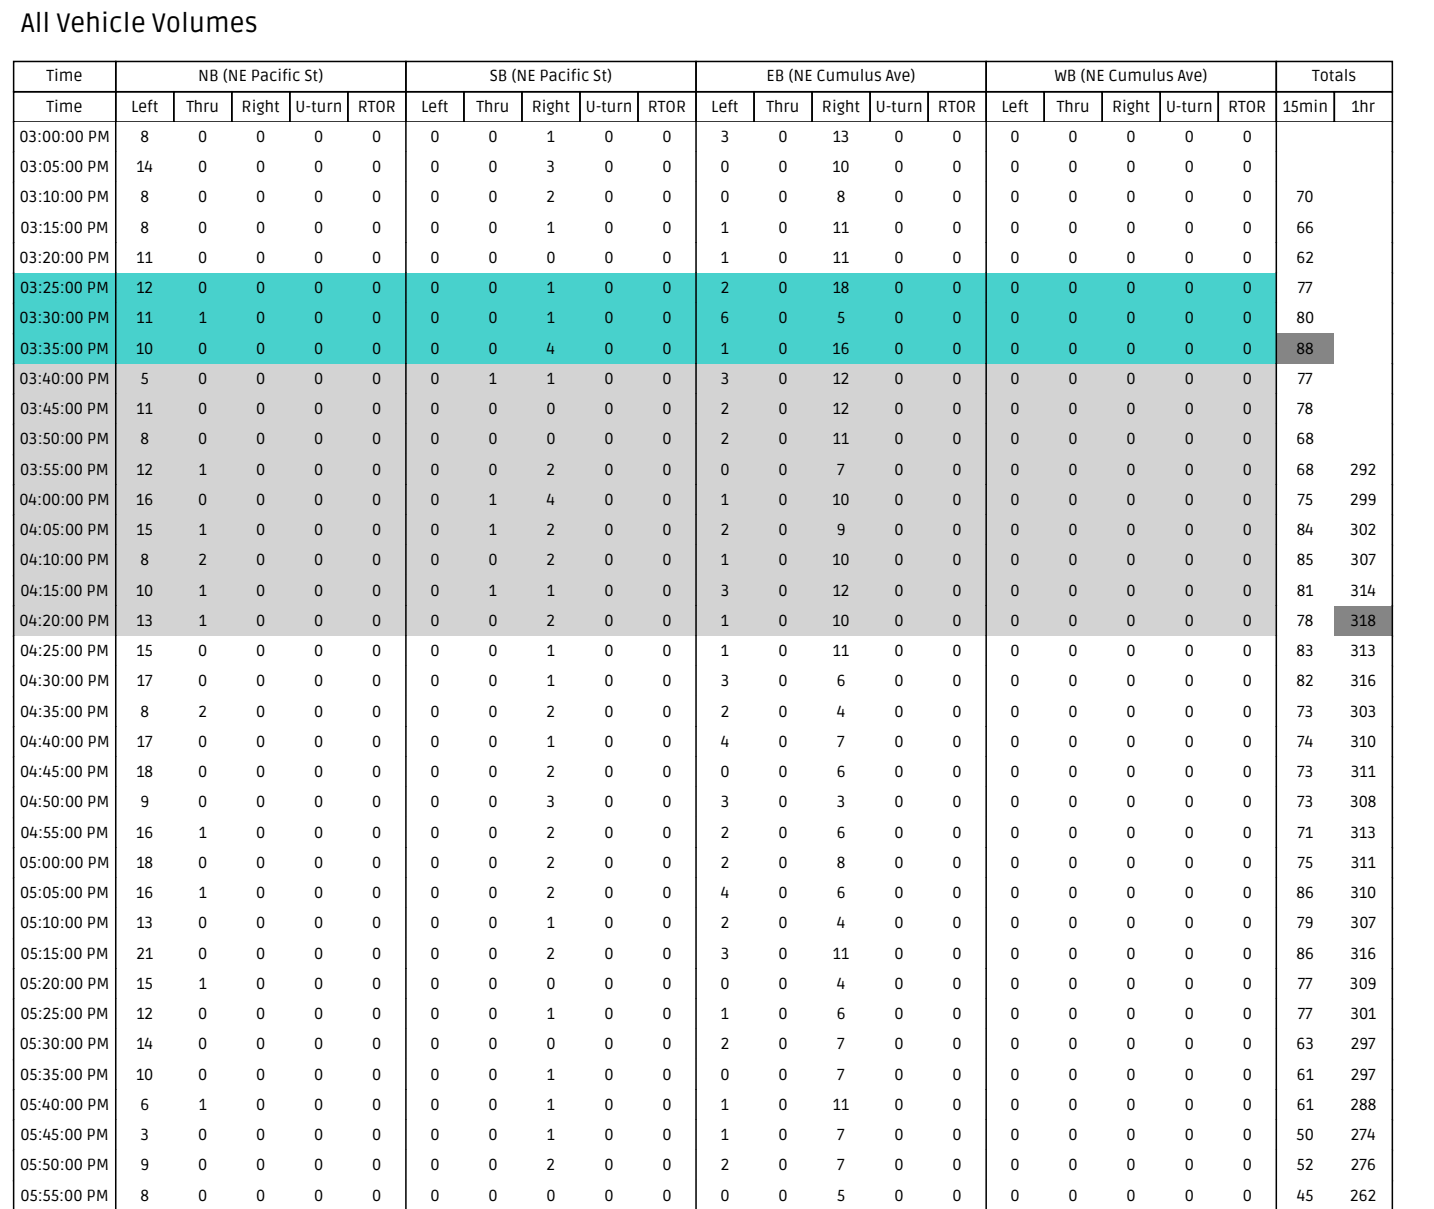 All Vehicle Volumes
Time NB (NE Pacific St) SB (NE Pacific St) EB (NE Cumulus Ave) WB (NE Cumulus Ave) Totals
Time Left Thru Right U-turn RTOR Left Thru Right U-turn RTOR Left Thru Right U-turn RTOR Left Thru Right U-turn RTOR 15min 1hr
03:00:00 PM 8 0 0 0 0 0 0 1 0 0 3 0 13 0 0 0 0 0 0 0
03:05:00 PM 14 0 0 0 0 0 0 3 0 0 0 0 10 0 0 0 0 0 0 0
03:10:00 PM 8 0 0 0 0 0 0 2 0 0 0 0 8 0 0 0 0 0 0 0 70
03:15:00 PM 8 0 0 0 0 0 0 1 0 0 1 0 11 0 0 0 0 0 0 0 66
03:20:00 PM 11 0 0 0 0 0 0 0 0 0 1 0 11 0 0 0 0 0 0 0 62
03:25:00 PM 12 0 0 0 0 0 0 1 0 0 2 0 18 0 0 0 0 0 0 0 77
03:30:00 PM 11 1 0 0 0 0 0 1 0 0 6 0 5 0 0 0 0 0 0 0 80
03:35:00 PM 10 0 0 0 0 0 0 4 0 0 1 0 16 0 0 0 0 0 0 0 88
03:40:00 PM 5 0 0 0 0 0 1 1 0 0 3 0 12 0 0 0 0 0 0 0 77
03:45:00 PM 11 0 0 0 0 0 0 0 0 0 2 0 12 0 0 0 0 0 0 0 78
03:50:00 PM 8 0 0 0 0 0 0 0 0 0 2 0 11 0 0 0 0 0 0 0 68
03:55:00 PM 12 1 0 0 0 0 0 2 0 0 0 0 7 0 0 0 0 0 0 0 68 292
04:00:00 PM 16 0 0 0 0 0 1 4 0 0 1 0 10 0 0 0 0 0 0 0 75 299
04:05:00 PM 15 1 0 0 0 0 1 2 0 0 2 0 9 0 0 0 0 0 0 0 84 302
04:10:00 PM 8 2 0 0 0 0 0 2 0 0 1 0 10 0 0 0 0 0 0 0 85 307
04:15:00 PM 10 1 0 0 0 0 1 1 0 0 3 0 12 0 0 0 0 0 0 0 81 314
04:20:00 PM 13 1 0 0 0 0 0 2 0 0 1 0 10 0 0 0 0 0 0 0 78 318
04:25:00 PM 15 0 0 0 0 0 0 1 0 0 1 0 11 0 0 0 0 0 0 0 83 313
04:30:00 PM 17 0 0 0 0 0 0 1 0 0 3 0 6 0 0 0 0 0 0 0 82 316
04:35:00 PM 8 2 0 0 0 0 0 2 0 0 2 0 4 0 0 0 0 0 0 0 73 303
04:40:00 PM 17 0 0 0 0 0 0 1 0 0 4 0 7 0 0 0 0 0 0 0 74 310
04:45:00 PM 18 0 0 0 0 0 0 2 0 0 0 0 6 0 0 0 0 0 0 0 73 311
04:50:00 PM 9 0 0 0 0 0 0 3 0 0 3 0 3 0 0 0 0 0 0 0 73 308
04:55:00 PM 16 1 0 0 0 0 0 2 0 0 2 0 6 0 0 0 0 0 0 0 71 313
05:00:00 PM 18 0 0 0 0 0 0 2 0 0 2 0 8 0 0 0 0 0 0 0 75 311
05:05:00 PM 16 1 0 0 0 0 0 2 0 0 4 0 6 0 0 0 0 0 0 0 86 310
05:10:00 PM 13 0 0 0 0 0 0 1 0 0 2 0 4 0 0 0 0 0 0 0 79 307
05:15:00 PM 21 0 0 0 0 0 0 2 0 0 3 0 11 0 0 0 0 0 0 0 86 316
05:20:00 PM 15 1 0 0 0 0 0 0 0 0 0 0 4 0 0 0 0 0 0 0 77 309
05:25:00 PM 12 0 0 0 0 0 0 1 0 0 1 0 6 0 0 0 0 0 0 0 77 301
05:30:00 PM 14 0 0 0 0 0 0 0 0 0 2 0 7 0 0 0 0 0 0 0 63 297
05:35:00 PM 10 0 0 0 0 0 0 1 0 0 0 0 7 0 0 0 0 0 0 0 61 297
05:40:00 PM 6 1 0 0 0 0 0 1 0 0 1 0 11 0 0 0 0 0 0 0 61 288
05:45:00 PM 3 0 0 0 0 0 0 1 0 0 1 0 7 0 0 0 0 0 0 0 50 274
05:50:00 PM 9 0 0 0 0 0 0 2 0 0 2 0 7 0 0 0 0 0 0 0 52 276
05:55:00 PM 8 0 0 0 0 0 0 0 0 0 0 0 5 0 0 0 0 0 0 0 45 262